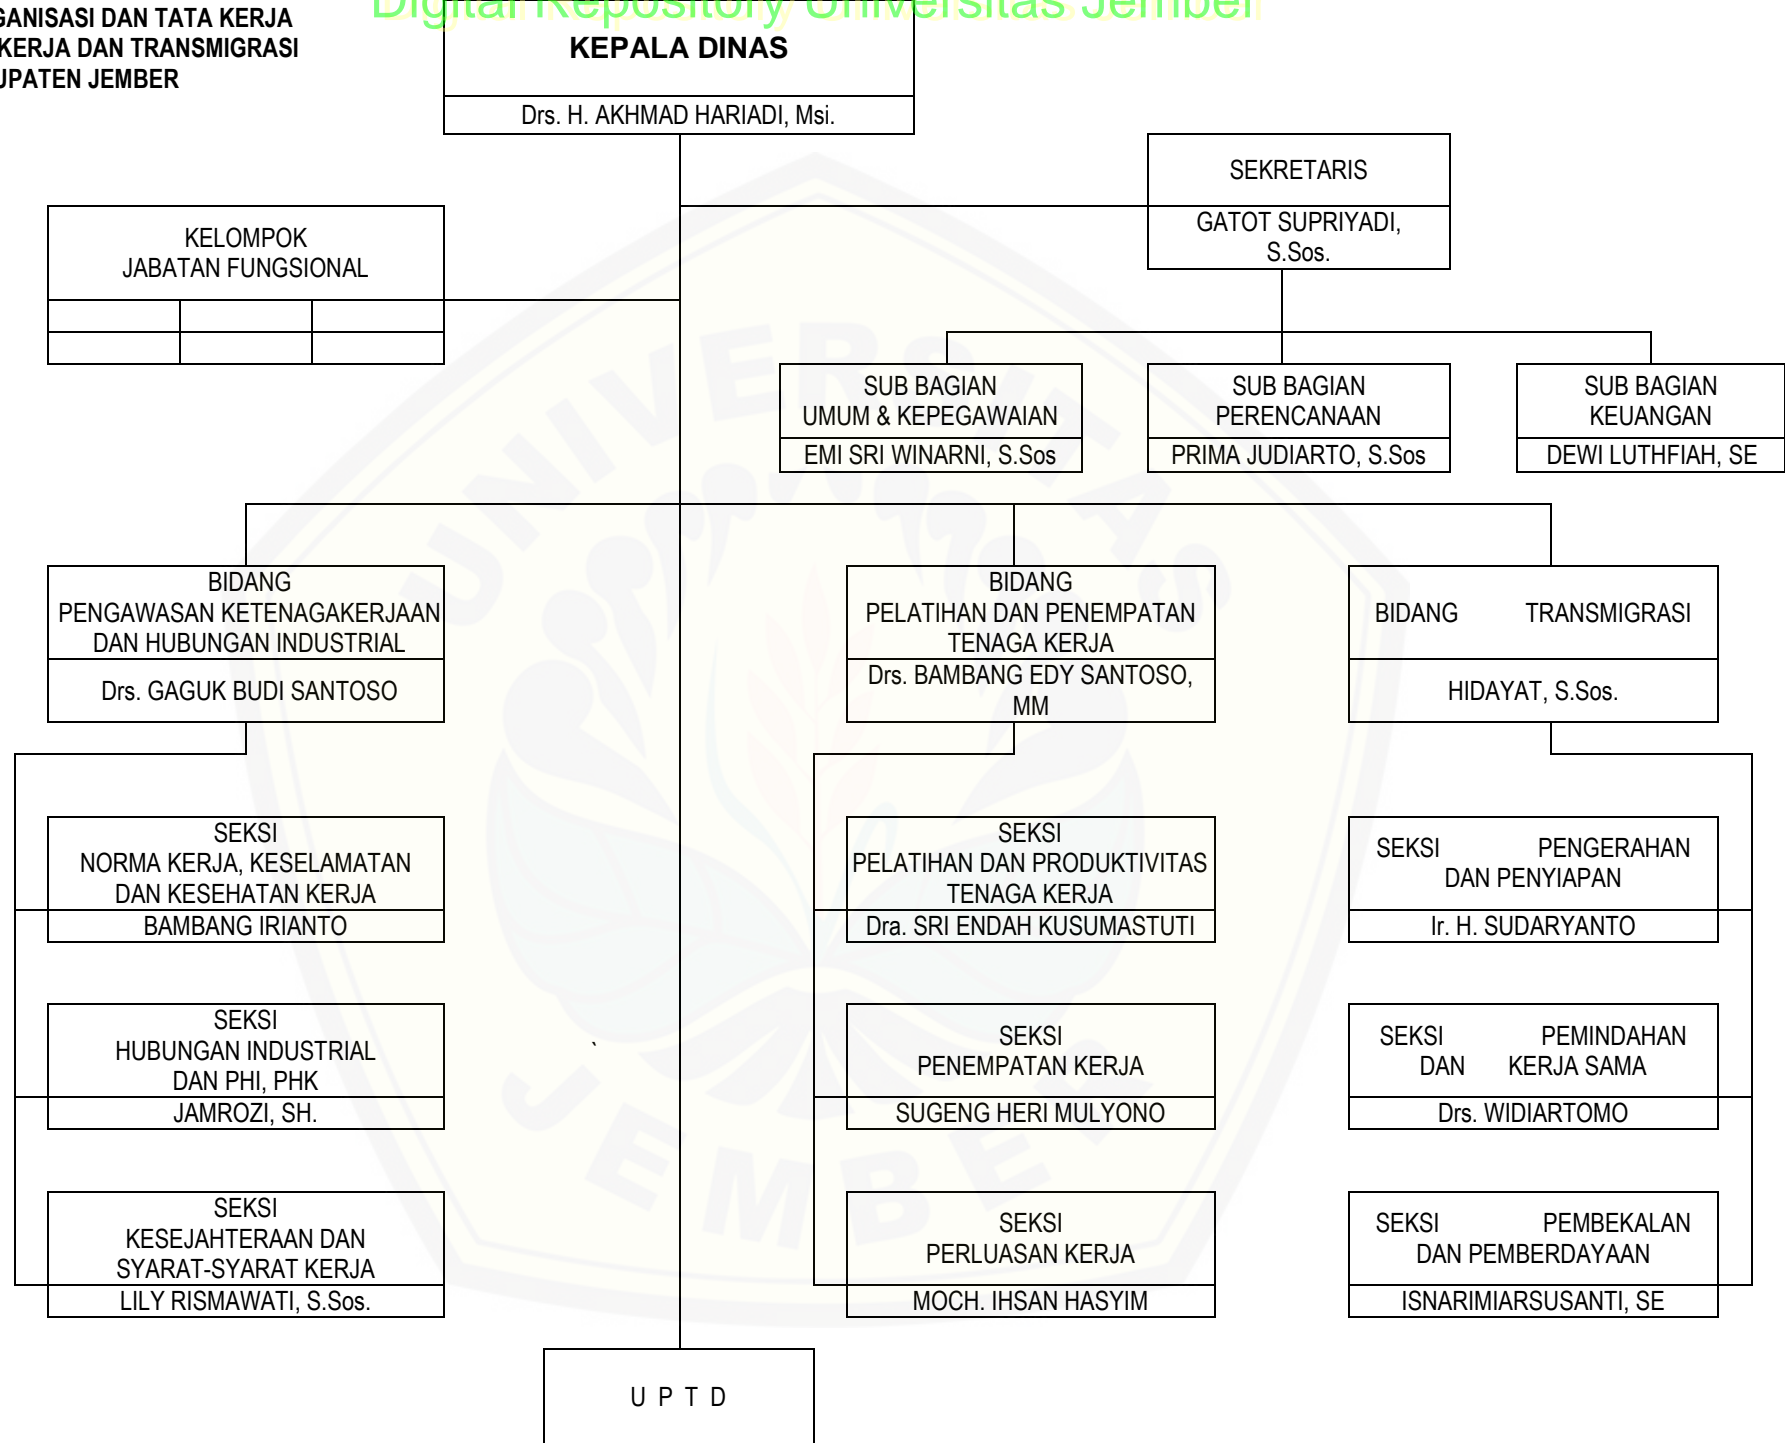 Digital Repository Universitas Jember
GANISASI DAN TATA KERJA
KERJA DAN TRANSMIGRASI
UPATEN JEMBER
KEPALA DINAS
Drs. H. AKHMAD HARIADI, Msi.
SEKRETARIS
GATOT SUPRIYADI,
S.Sos.
KELOMPOK
JABATAN FUNGSIONAL
SUB BAGIAN
UMUM & KEPEGAWAIAN
EMI SRI WINARNI, S.Sos
SUB BAGIAN
PERENCANAAN
PRIMA JUDIARTO, S.Sos
SUB BAGIAN
KEUANGAN
DEWI LUTHFIAH, SE
BIDANG
PENGAWASAN KETENAGAKERJAAN
DAN HUBUNGAN INDUSTRIAL
Drs. GAGUK BUDI SANTOSO
BIDANG
PELATIHAN DAN PENEMPATAN
TENAGA KERJA
Drs. BAMBANG EDY SANTOSO,
MM
BIDANG TRANSMIGRASI
HIDAYAT, S.Sos.
SEKSI
NORMA KERJA, KESELAMATAN
DAN KESEHATAN KERJA
BAMBANG IRIANTO
SEKSI
PELATIHAN DAN PRODUKTIVITAS
TENAGA KERJA
Dra. SRI ENDAH KUSUMASTUTI
SEKSI PENGERAHAN
DAN PENYIAPAN
Ir. H. SUDARYANTO
SEKSI
HUBUNGAN INDUSTRIAL
DAN PHI, PHK
JAMROZI, SH.
`
SEKSI
PENEMPATAN KERJA
SUGENG HERI MULYONO
SEKSI PEMINDAHAN
DAN KERJA SAMA
Drs. WIDIARTOMO
SEKSI
KESEJAHTERAAN DAN
SYARAT-SYARAT KERJA
LILY RISMAWATI, S.Sos.
SEKSI
PERLUASAN KERJA
MOCH. IHSAN HASYIM
SEKSI PEMBEKALAN
DAN PEMBERDAYAAN
ISNARIMIARSUSANTI, SE
U P T D
UNIVERSITAS
JEMBER